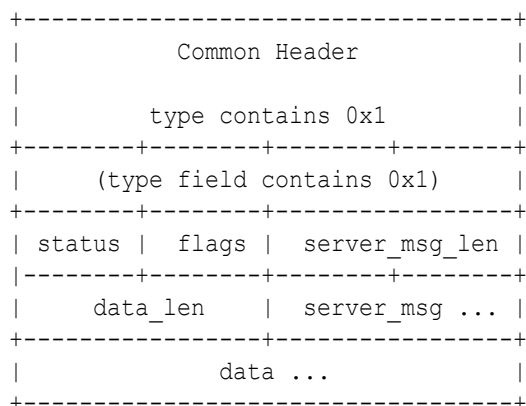 +----------------------------------+
| Common Header |
| |
| type contains 0x1 |
+--------+--------+--------+--------+
| (type field contains 0x1) |
+--------+--------+-----------------+
| status | flags | server_msg_len |
|--------+--------+--------+--------+
| data_len | server_msg ... |
+-----------------+-----------------+
| data ... |
+----------------------------------+